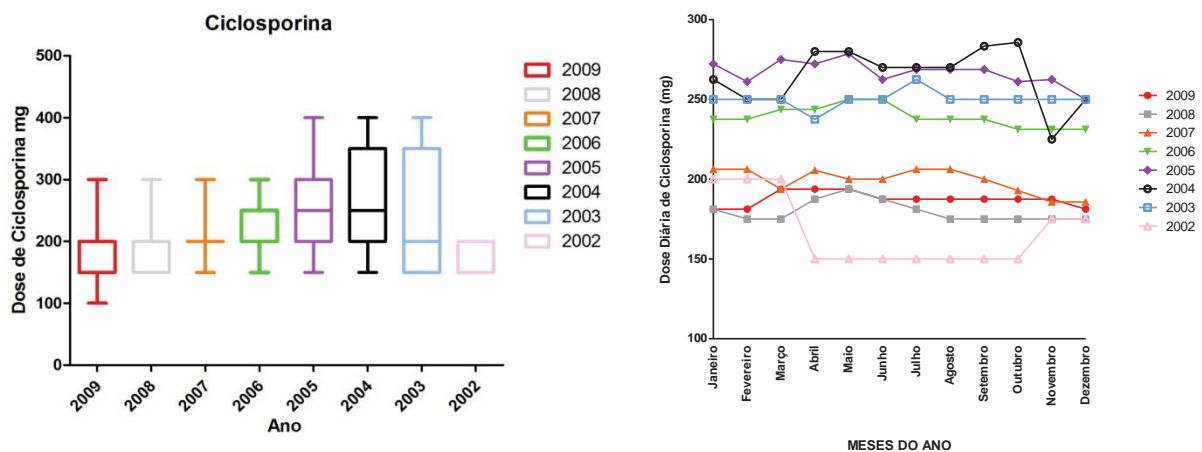 Ciclosporina
Dose de Ciclosporina mg
500
400
300
200
100
0
2009
2008
2007
2006
2005
2004
2003
2002
Ano
2009
2008
2007
2006
2005
2004
2003
2002
Dose Diária de Ciclosporina (mg)
300
250
200
150
100
Janeiro
Fevereiro
Março
Abril
Maio
Junho
Julho
Agosto
Setembro
Outubro
Novembro
Dezembro
MESES DO ANO
2009
2008
2007
2006
2005
2004
2003
2002